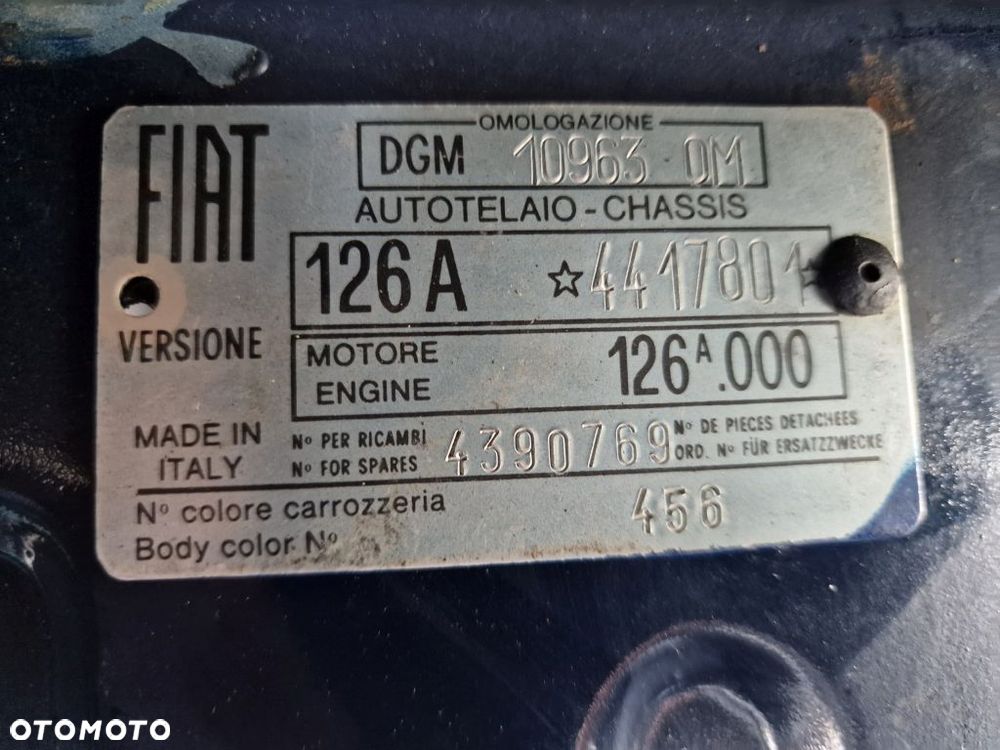 FIAT
OMOLOGAZIONE
DGM 10963 OM
AUTOTELAIO - CHASSIS
126 A ☆4417801☆
VERSIONE
MOTORE
ENGINE
126ᴬ.000
MADE IN
ITALY
Nº PER RICAMBI
Nº FOR SPARES
4390769
Nº DE PIECES DETACHEES
ORD. Nº FÜR ERSATZZWECKE
Nº colore carrozzeria
Body color Nº
456
OTOMOTO